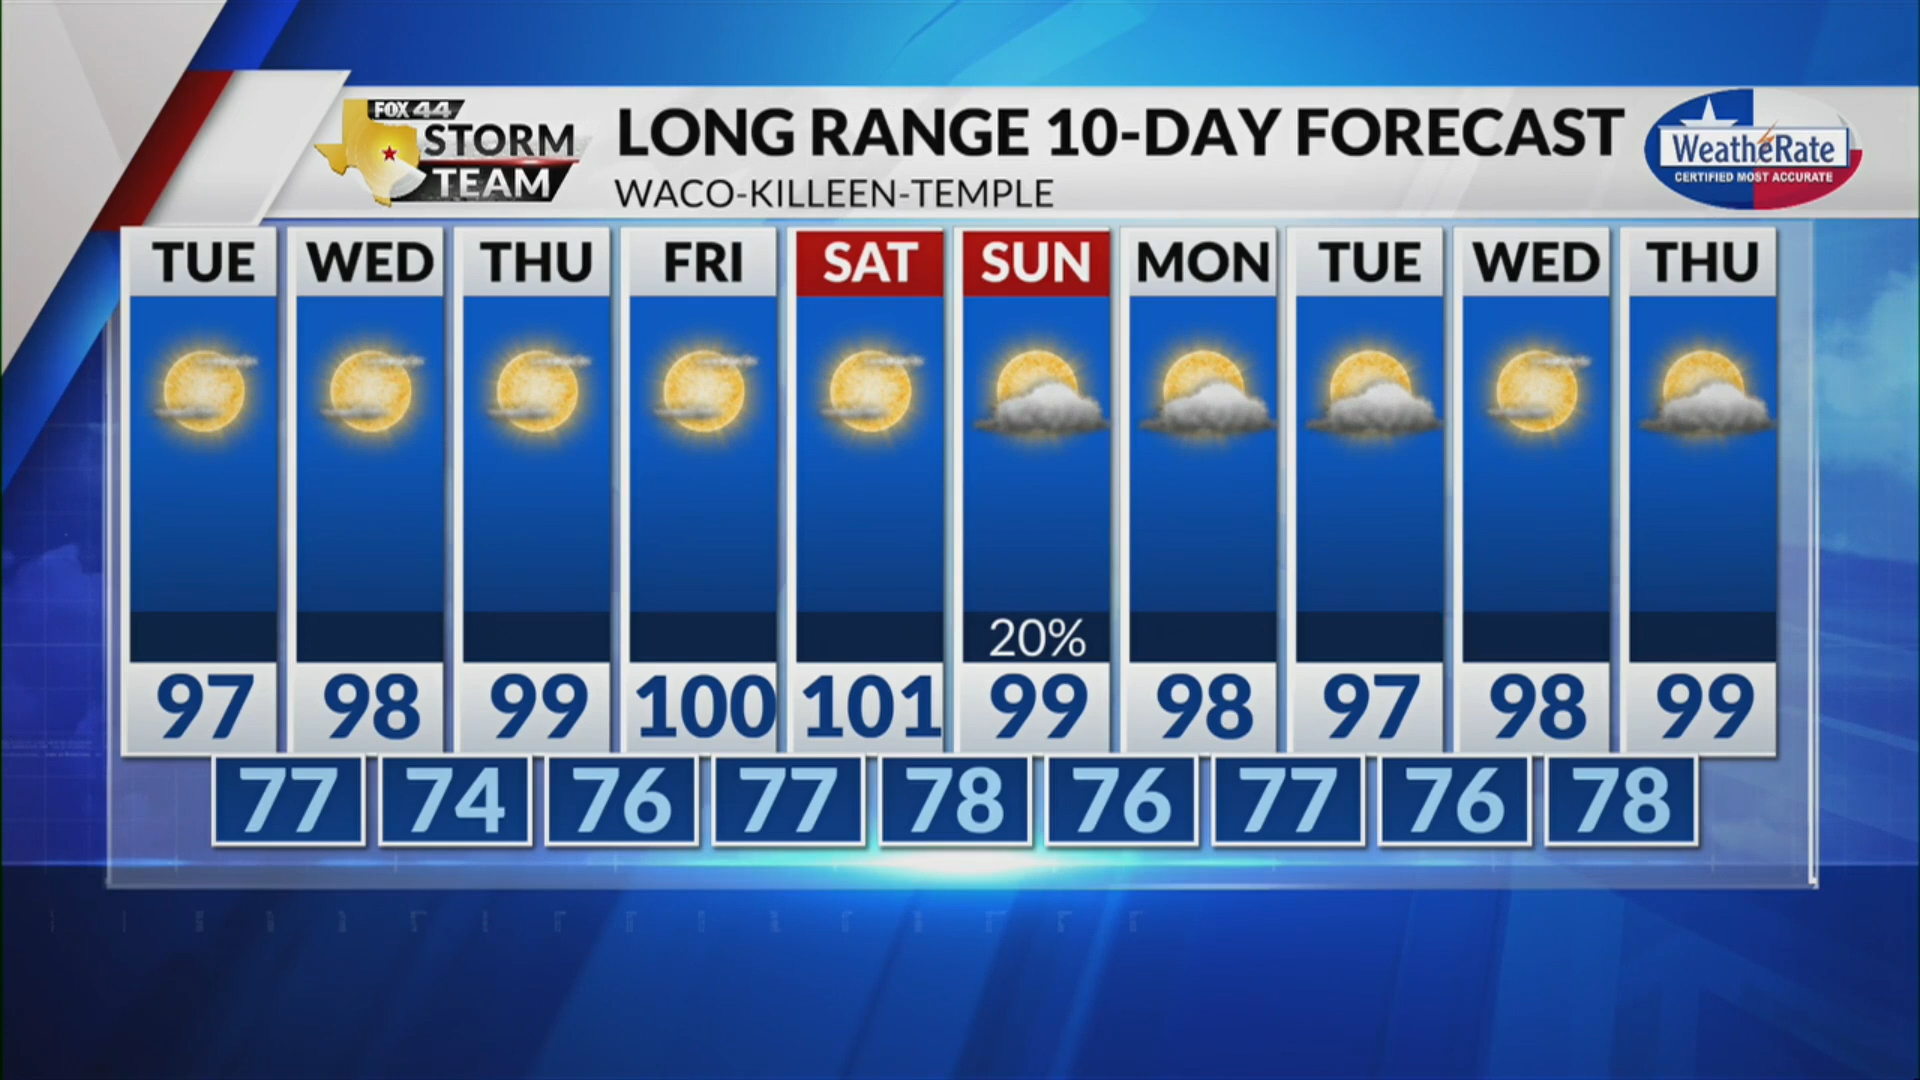 FOX 44
STORM
TEAM
LONG RANGE 10-DAY FORECAST
WACO-KILLEEN-TEMPLE
WeatheRate
CERTIFIED MOST ACCURATE
TUE WED THU FRI SAT SUN MON TUE WED THU
20%
97 98 99 100 101 99 98 97 98 99
77 74 76 77 78 76 77 76 78